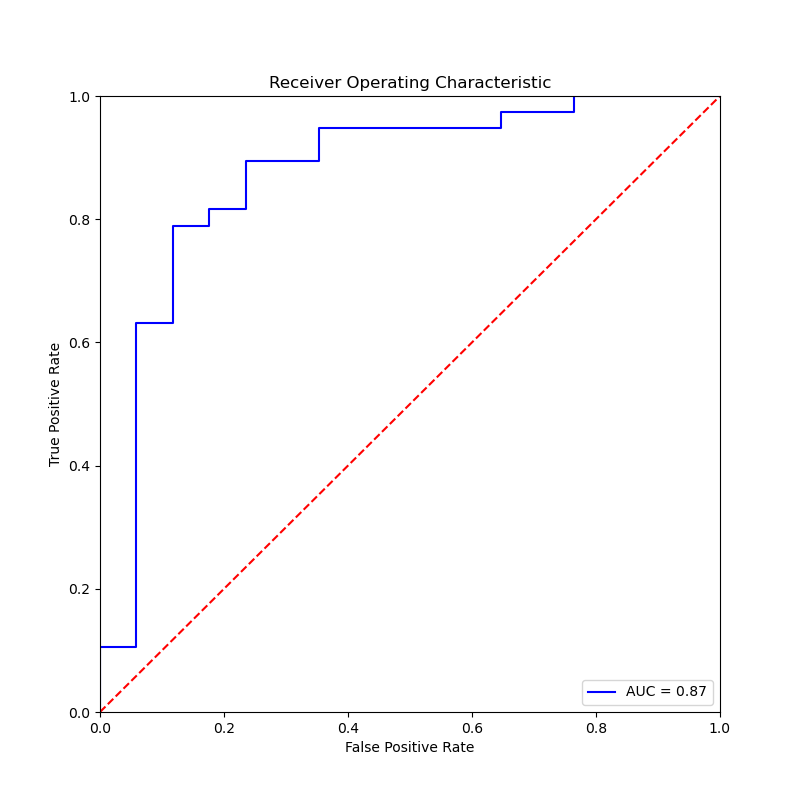 Receiver Operating Characteristic
1.0
0.8
0.6
0.4
0.2
0.0
True Positive Rate
AUC = 0.87
0.0 0.2 0.4 0.6 0.8 1.0
False Positive Rate